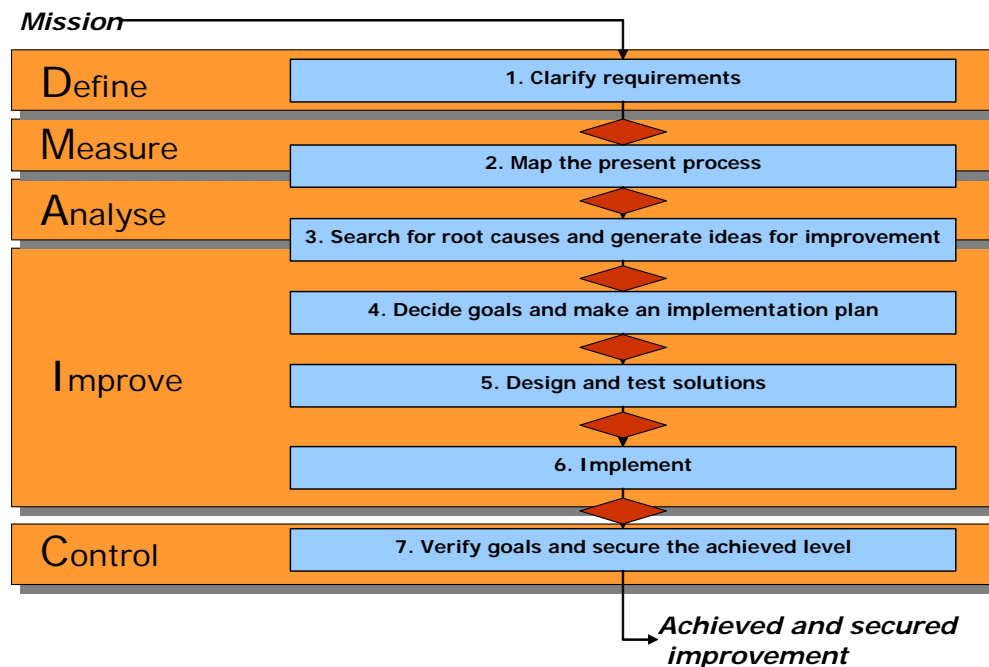 Mission
Define
1. Clarify requirements
Measure
2. Map the present process
Analyse
3. Search for root causes and generate ideas for improvement
4. Decide goals and make an implementation plan
Improve
5. Design and test solutions
6. Implement
Control
7. Verify goals and secure the achieved level
Achieved and secured
improvement